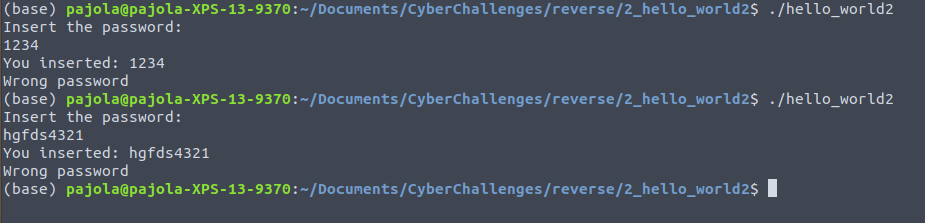 (base) pajola@pajola-XPS-13-9370:~/Documents/CyberChallenges/reverse/2_hello_world2$ ./hello_world2
Insert the password:
1234
You inserted: 1234
Wrong password
(base) pajola@pajola-XPS-13-9370:~/Documents/CyberChallenges/reverse/2_hello_world2$ ./hello_world2
Insert the password:
hgfds4321
You inserted: hgfds4321
Wrong password
(base) pajola@pajola-XPS-13-9370:~/Documents/CyberChallenges/reverse/2_hello_world2$